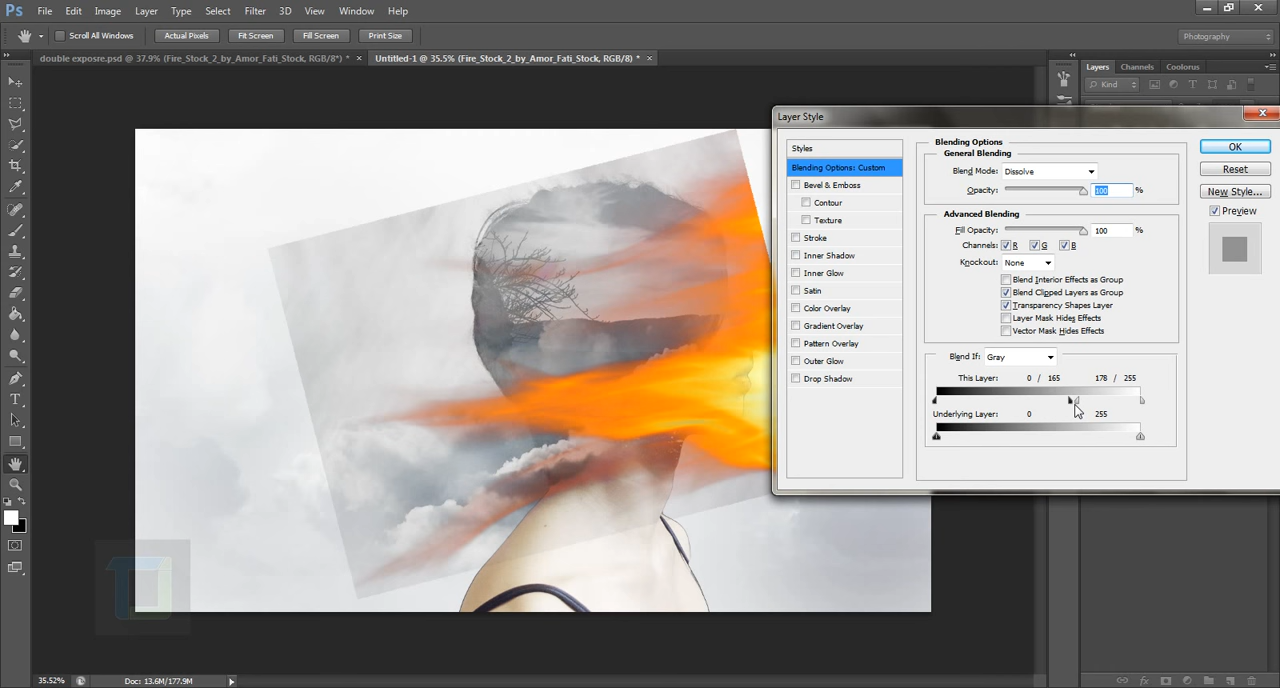 Ps File Edit Image Layer Type Select Filter 3D View Window Help
Scroll All Windows Actual Pixels Fit Screen Fill Screen Print Size Photography
double exposre.psd @ 37.9% (Fire_Stock_2_by_Amor_Fati_Stock, RGB/8*) * × Untitled-1 @ 35.5% (Fire_Stock_2_by_Amor_Fati_Stock, RGB/8) * ×
Layers Channels Coolorus
Kind
Layer Style
Styles
Blending Options: Custom
Bevel & Emboss
Contour
Texture
Stroke
Inner Shadow
Inner Glow
Satin
Color Overlay
Gradient Overlay
Pattern Overlay
Outer Glow
Drop Shadow
Blending Options
General Blending
Blend Mode: Dissolve
Opacity: 100 %
Advanced Blending
Fill Opacity: 100 %
Channels: R G B
Knockout: None
Blend Interior Effects as Group
Blend Clipped Layers as Group
Transparency Shapes Layer
Layer Mask Hides Effects
Vector Mask Hides Effects
Blend If: Gray
This Layer: 0 / 165 178 / 255
Underlying Layer: 0 255
OK
Reset
New Style...
Preview
35.52% Doc: 13.6M/177.9M